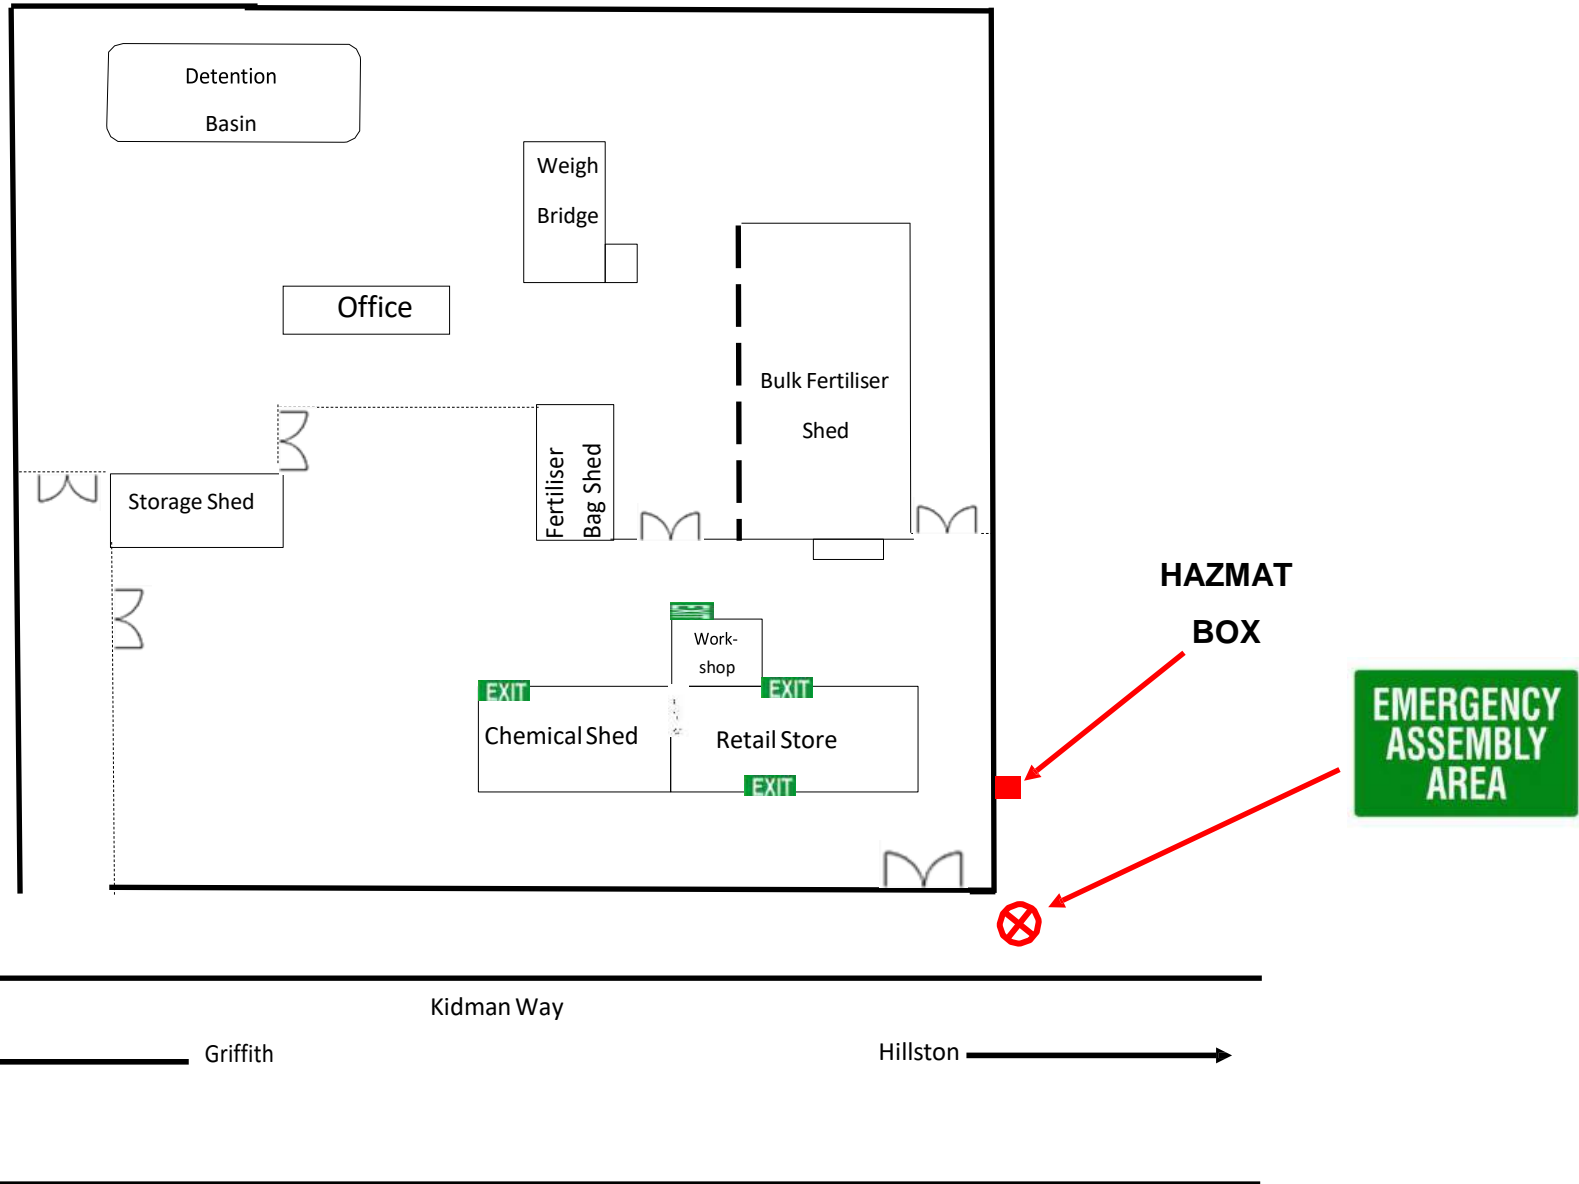 Detention
Basin
Weigh
Bridge
Office
Bulk Fertiliser
Shed
Fertiliser
Bag Shed
Storage Shed
HAZMAT
BOX
Work-
shop
EXIT
EXIT
Chemical Shed
Retail Store
EXIT
EMERGENCY
ASSEMBLY
AREA
Kidman Way
Griffith
Hillston